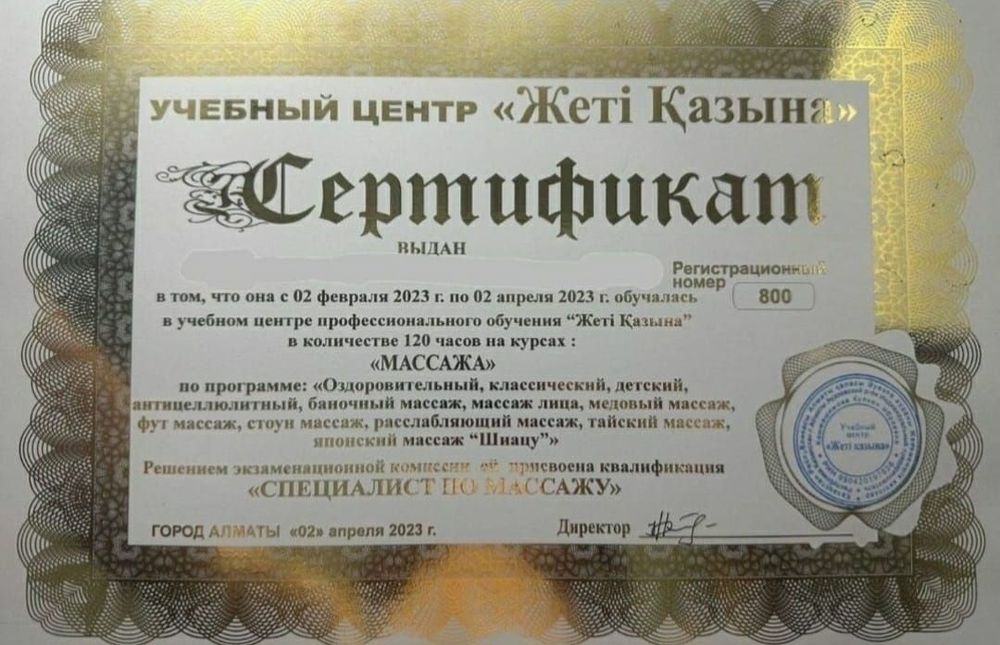 УЧЕБНЫЙ ЦЕНТР «Жеті Қазына»
Сертификат
ВЫДАН
Регистрационный
номер 800
в том, что она с 02 февраля 2023 г. по 02 апреля 2023 г. обучалась
в учебном центре профессионального обучения “Жеті Қазына”
в количестве 120 часов на курсах :
«МАССАЖА»
по программе: «Оздоровительный, классический, детский,
антицеллюлитный, баночный массаж, массаж лица, медовый массаж,
фут массаж, стоун массаж, расслабляющий массаж, тайский массаж,
японский массаж “Шиацу”»
Решением экзаменационной комиссии ей присвоена квалификация
«СПЕЦИАЛИСТ ПО МАССАЖУ»
ГОРОД АЛМАТЫ «02» апреля 2023 г.
Директор
Учебный
центр
«Жеті қазына»